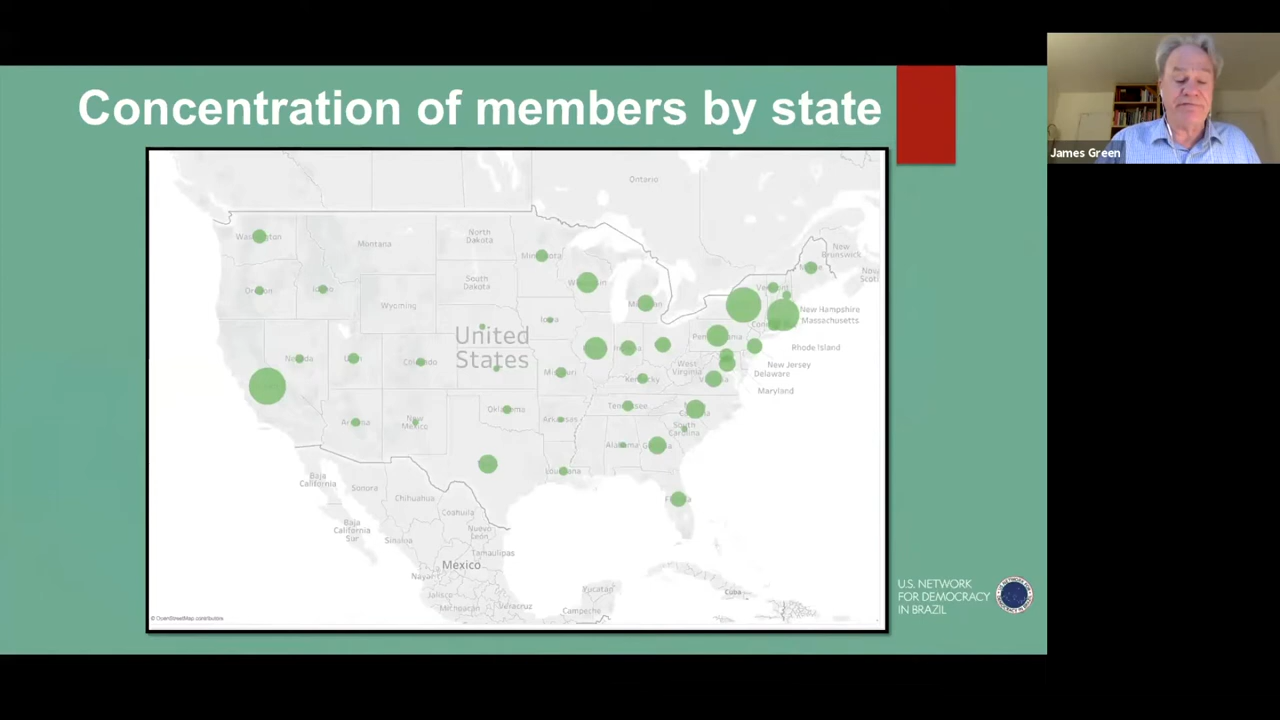 Concentration of members by state
James Green
Ontario
Washington
North
Dakota
Montana
Minnesota
New
Brunswick
Oregon
South
Dakota
Wisconsin
Vermont
Wyoming
New Hampshire
Massachusetts
Iowa
United
States
Pennsylvania
Rhode Island
Nevada
Utah
Colorado
West
Virginia
New Jersey
Delaware
Maryland
Missouri
Kentucky
Virginia
Oklahoma
Arkansas
Tennessee
Arizona
New
Mexico
South
Carolina
Alabama
Georgia
Louisiana
Florida
Baja
California
Sonora
Chihuahua
Coahuila
Baja
California
Sur
Sinaloa
Nuevo
León
Tamaulipas
Mexico
Nayarit
Jalisco
Michoacán
Veracruz
Yucatán
Campeche
Cuba
© OpenStreetMap contributors
U.S. NETWORK
FOR DEMOCRACY
IN BRAZIL